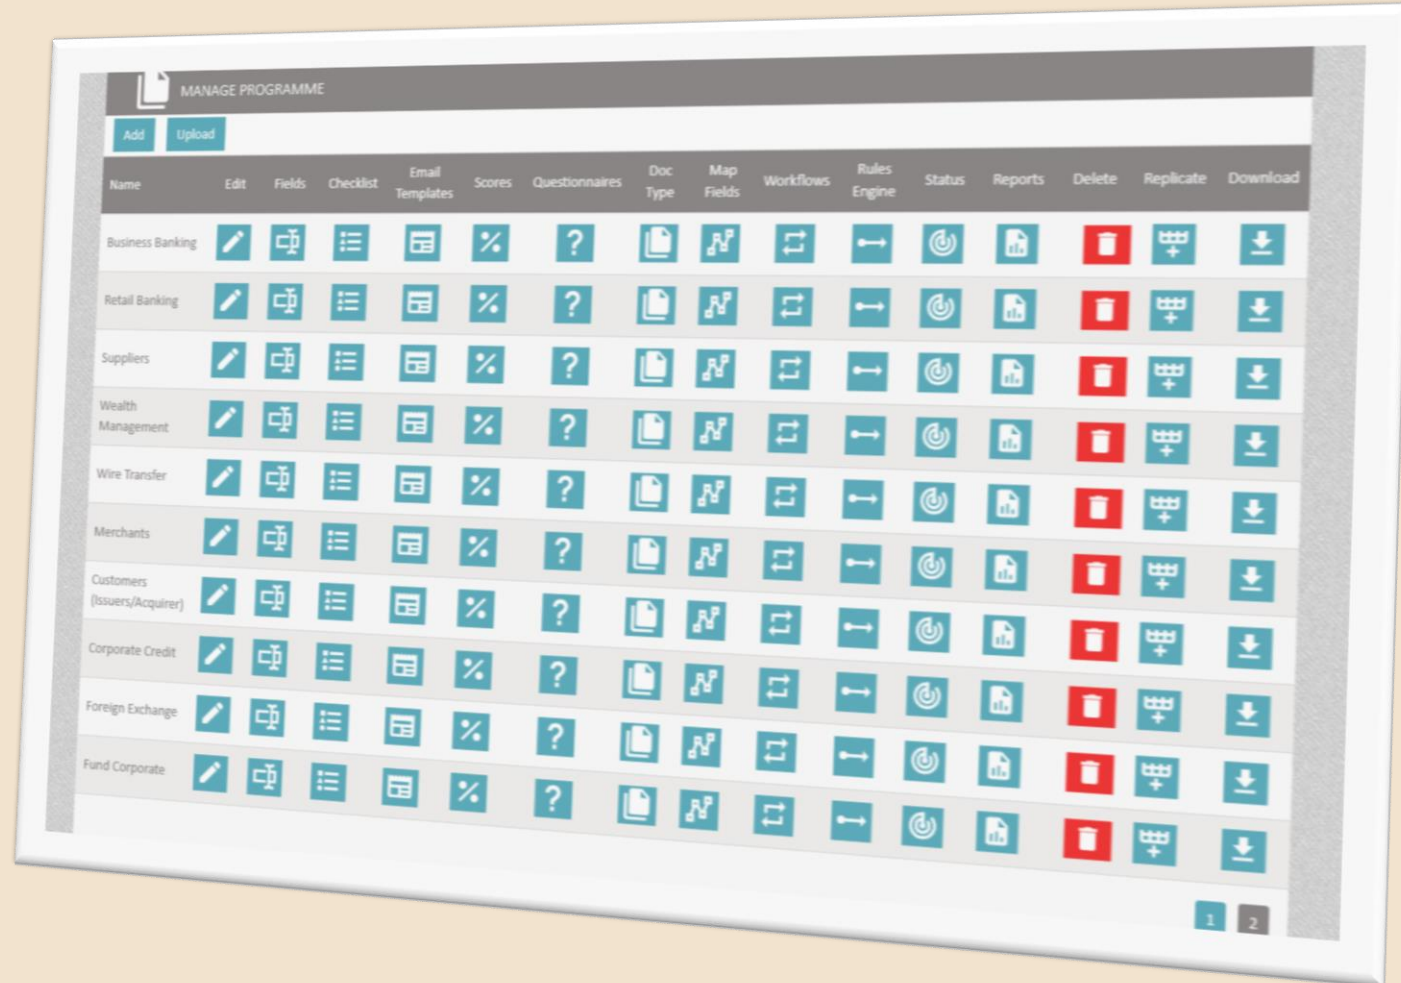 MANAGE PROGRAMME
Add Upload
Name Edit Fields Checklist Email Templates Scores Questionnaires Doc Type Map Fields Workflows Rules Engine Status Reports Delete Replicate Download
Business Banking
Retail Banking
Suppliers
Wealth
Management
Wire Transfer
Merchants
Customers
(Issuers/Acquirer)
Corporate Credit
Foreign Exchange
Fund Corporate
1 2